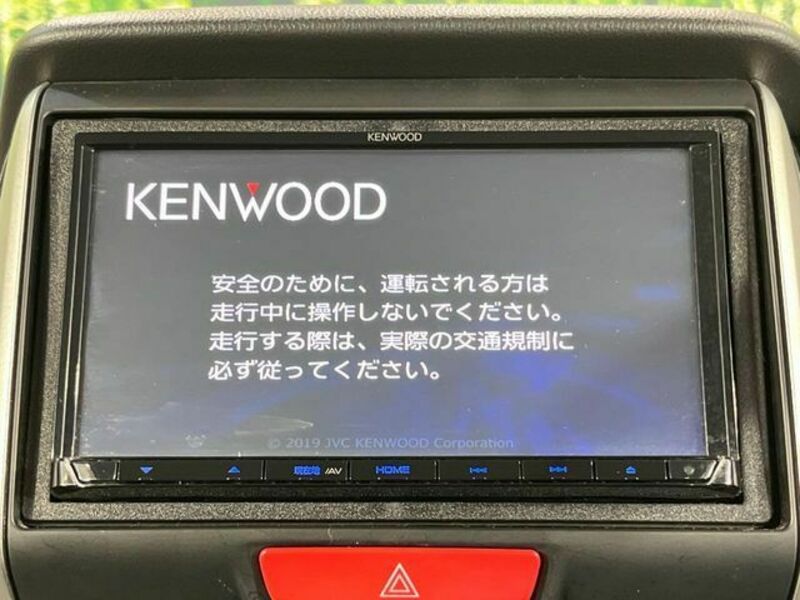 KENWOOD
KENWOOD
安全のために、運転される方は
走行中に操作しないでください。
走行する際は、実際の交通規制に
必ず従ってください。
© 2019 JVC KENWOOD Corporation
現在地 /AV HOME